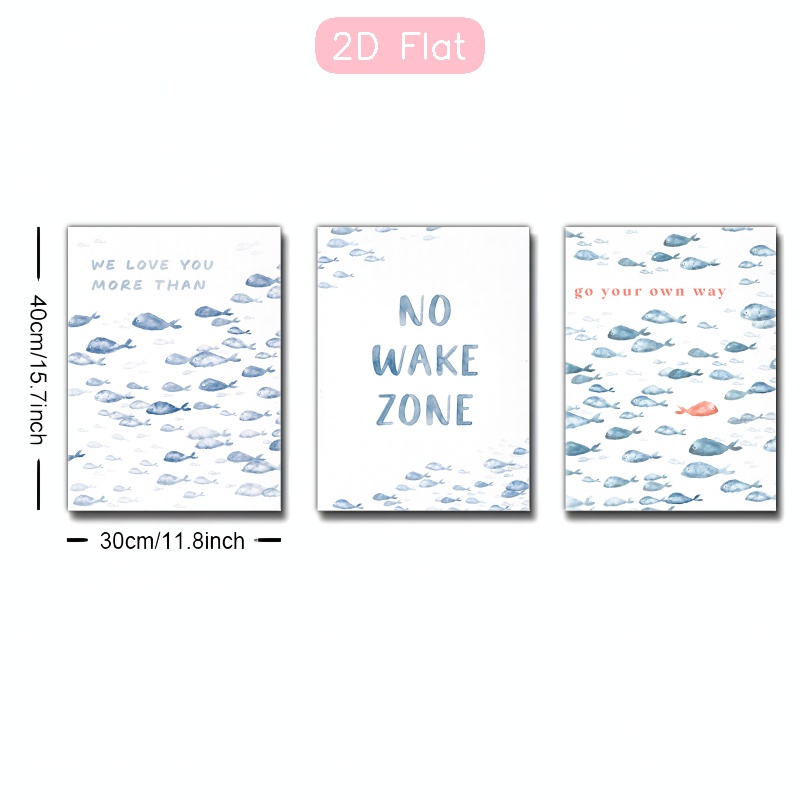 2D Flat
WE LOVE YOU
MORE THAN
NO
WAKE
ZONE
go your own way
40cm/15.7inch
30cm/11.8inch